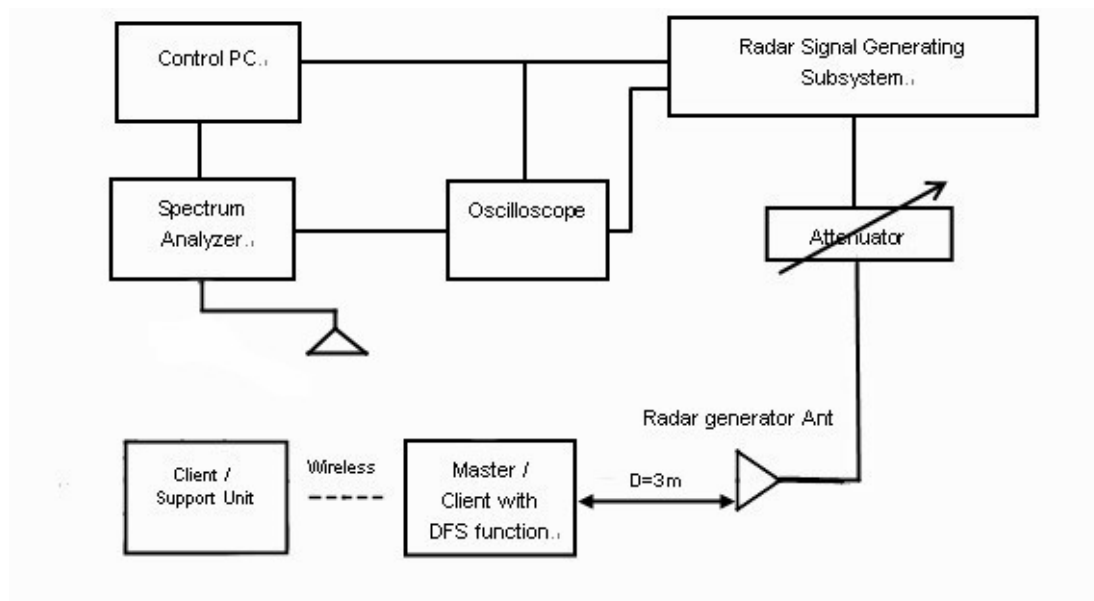 Control PC.
Radar Signal Generating
Subsystem.
Spectrum
Analyzer.
Oscilloscope
Attenuator
Radar generator Ant
Client /
Support Unit
Wireless
Master /
Client with
DFS function.
D=3m